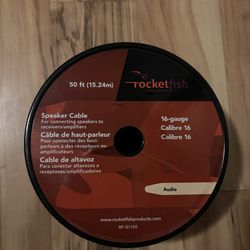 50 ft (15.24m)
rocketfish
Speaker Cable
For connecting speakers to
receivers/amplifiers
Câble de haut-parleur
Pour connecter des haut-
parleurs à des récepteurs ou
amplificateurs
Cable de altavoz
Para conectar altavoces a
receptores/amplificadores
16-gauge
Calibre 16
Calibre 16
Audio
www.rocketfishproducts.com
RF-G1150